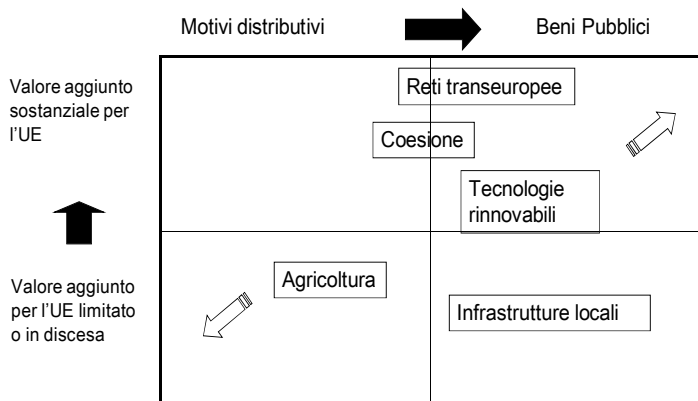 Motivi distributivi
Beni Pubblici
Valore aggiunto
sostanziale per
l'UE
Reti transeuropee
Coesione
Tecnologie
rinnovabili
Valore aggiunto
per l'UE limitato
o in discesa
Agricoltura
Infrastrutture locali